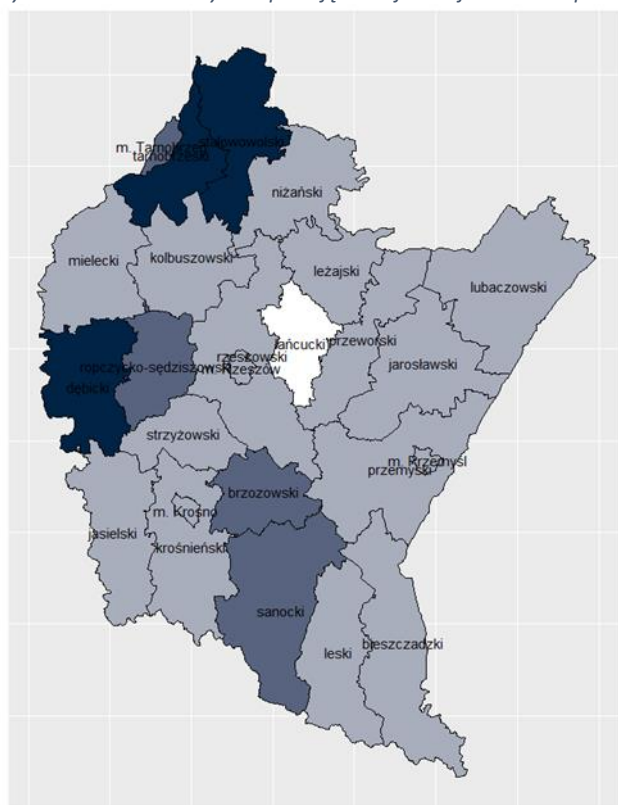 m. Tarnobrzeg
stalowowolski
tarnobrzeski
niżański
mielecki
kolbuszowski
leżajski
lubaczowski
łańcucki
przeworski
rzeszowski
m. Rzeszów
jarosławski
ropczycko-sędziszowski
dębicki
strzyżowski
m. Przemyśl
przemyski
brzozowski
m. Krosno
jasielski
krośnieński
sanocki
leski
bieszczadzki